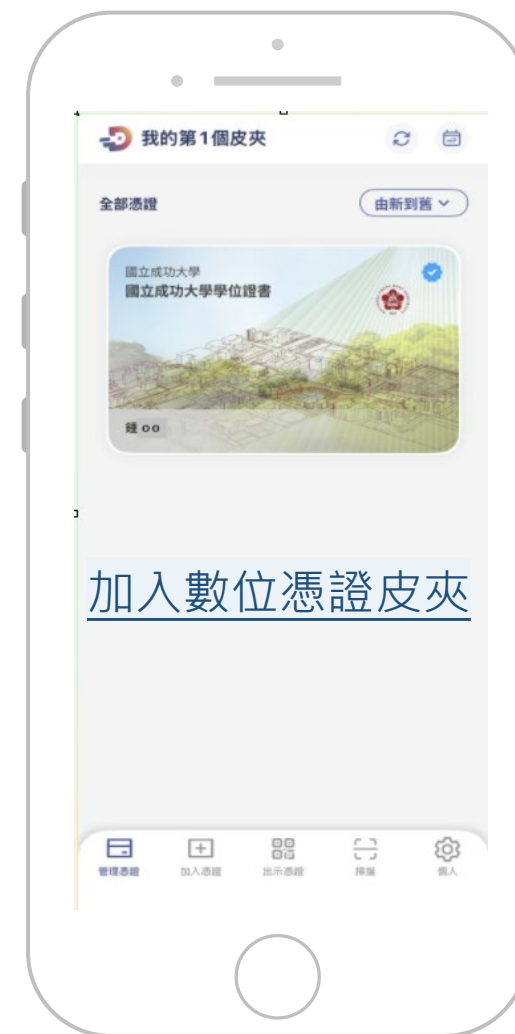 我的第1個皮夾
全部憑證
由新到舊
國立成功大學
國立成功大學學位證書
鍾 o o
加入數位憑證皮夾
管理憑證
加入憑證
出示憑證
掃描
個人